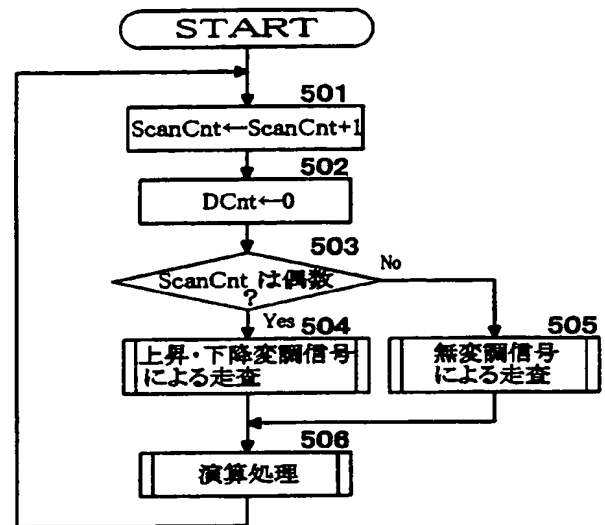 START
501
ScanCnt←ScanCnt+1
502
DCnt←0
503
ScanCnt は偶数
?
No
Yes
504
上昇・下降変調信号
による走査
505
無変調信号
による走査
506
演算処理